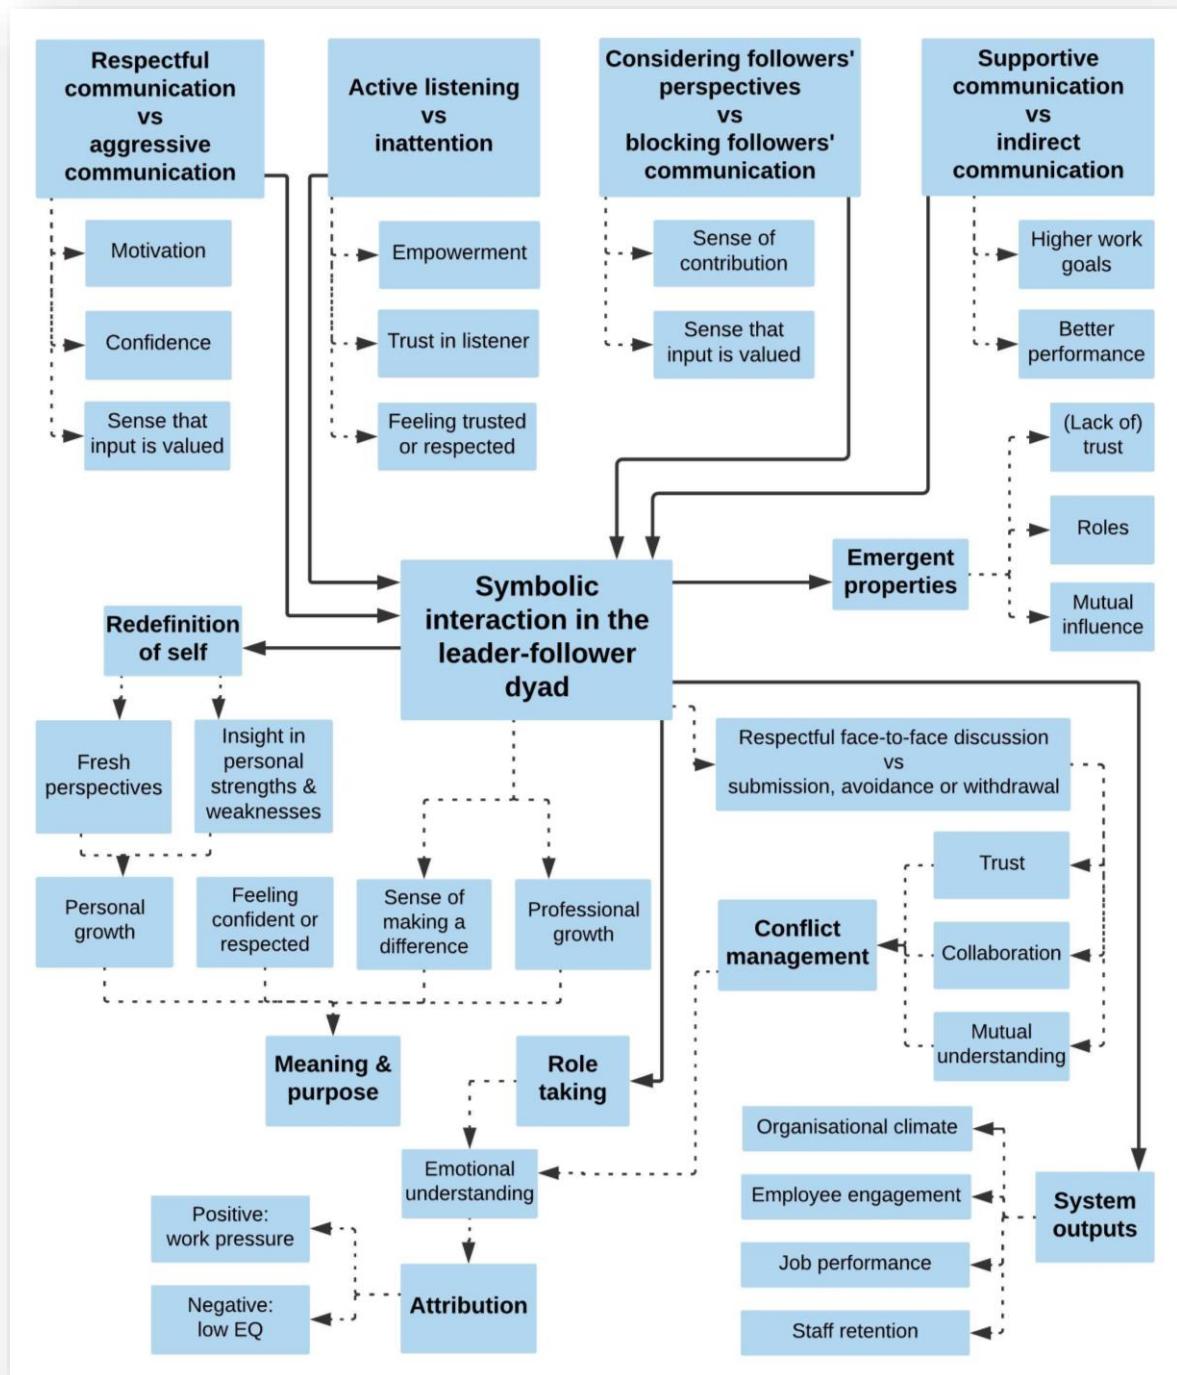 Respectful
communication
vs
aggressive
communication
Active listening
vs
inattention
Considering followers'
perspectives
vs
blocking followers'
communication
Supportive
communication
vs
indirect
communication
Motivation
Confidence
Sense that
input is valued
Empowerment
Trust in listener
Feeling trusted
or respected
Sense of
contribution
Sense that
input is valued
Higher work
goals
Better
performance
(Lack of)
trust
Roles
Mutual
influence
Emergent
properties
Symbolic
interaction in the
leader-follower
dyad
Redefinition
of self
Fresh
perspectives
Insight in
personal
strengths &
weaknesses
Respectful face-to-face discussion
vs
submission, avoidance or withdrawal
Personal
growth
Feeling
confident or
respected
Sense of
making a
difference
Professional
growth
Trust
Collaboration
Mutual
understanding
Conflict
management
Meaning &
purpose
Role
taking
Emotional
understanding
Attribution
Positive:
work pressure
Negative:
low EQ
Organisational climate
Employee engagement
Job performance
Staff retention
System
outputs